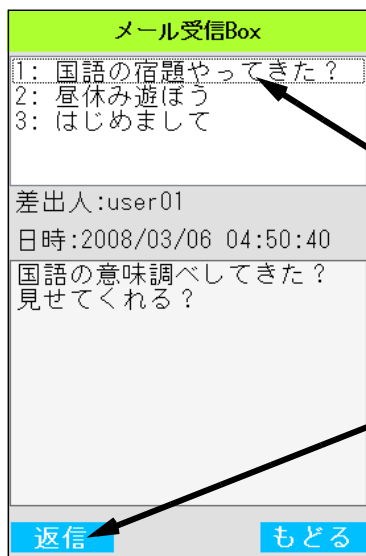 メール受信Box
1: 国語の宿題やってきた？
2: 昼休み遊ぼう
3: はじめまして
差出人:user01
日時:2008/03/06 04:50:40
国語の意味調べしてきた？
見せてくれる？
返信 もどる